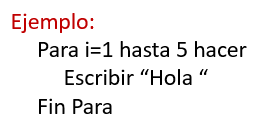 Ejemplo:
Para i=1 hasta 5 hacer
Escribir “Hola “
Fin Para